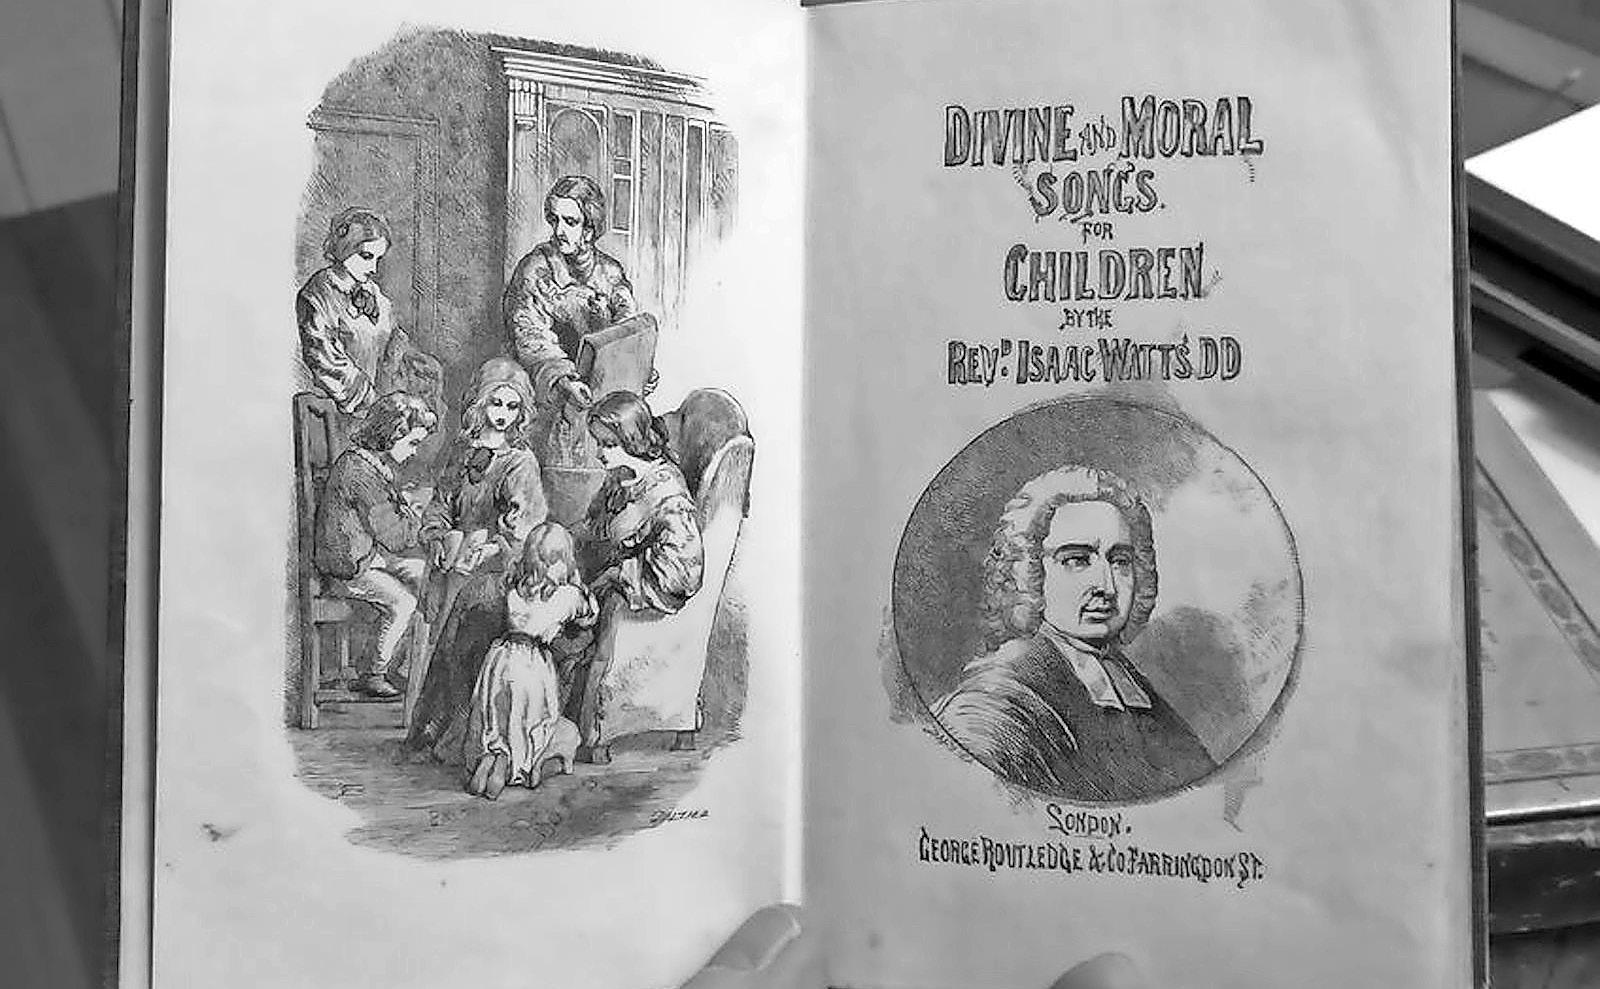 DIVINE AND MORAL
SONGS.
FOR
CHILDREN
BY THE
REVD. ISAAC WATTS DD
LONDON.
GEORGE ROUTLEDGE & CO FARRINGDON ST.